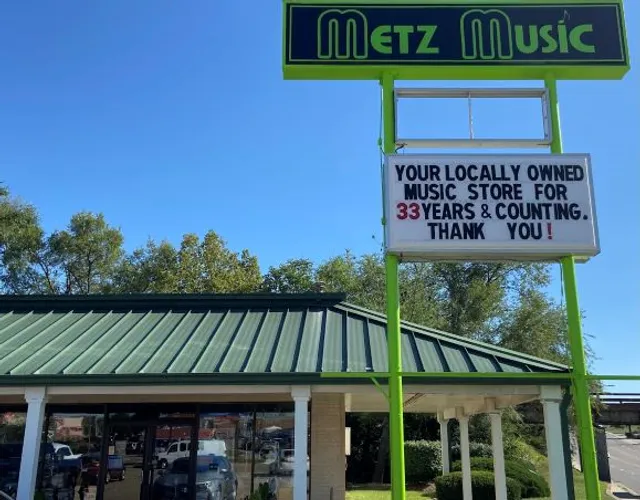 Metz Music
YOUR LOCALLY OWNED
MUSIC STORE FOR
33 YEARS & COUNTING.
THANK YOU!